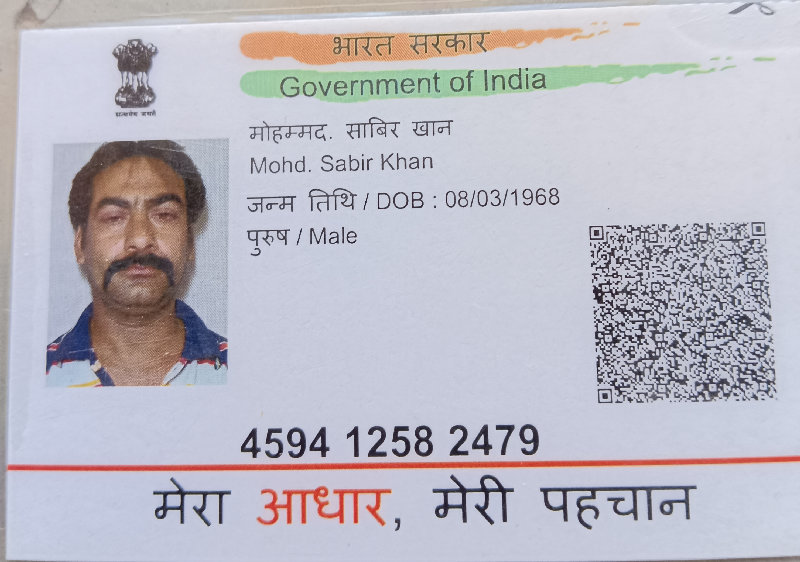 भारत सरकार
Government of India
सत्यमेव जयते
मोहम्मद. साबिर खान
Mohd. Sabir Khan
जन्म तिथि / DOB : 08/03/1968
पुरुष / Male
4594 1258 2479
मेरा आधार, मेरी पहचान